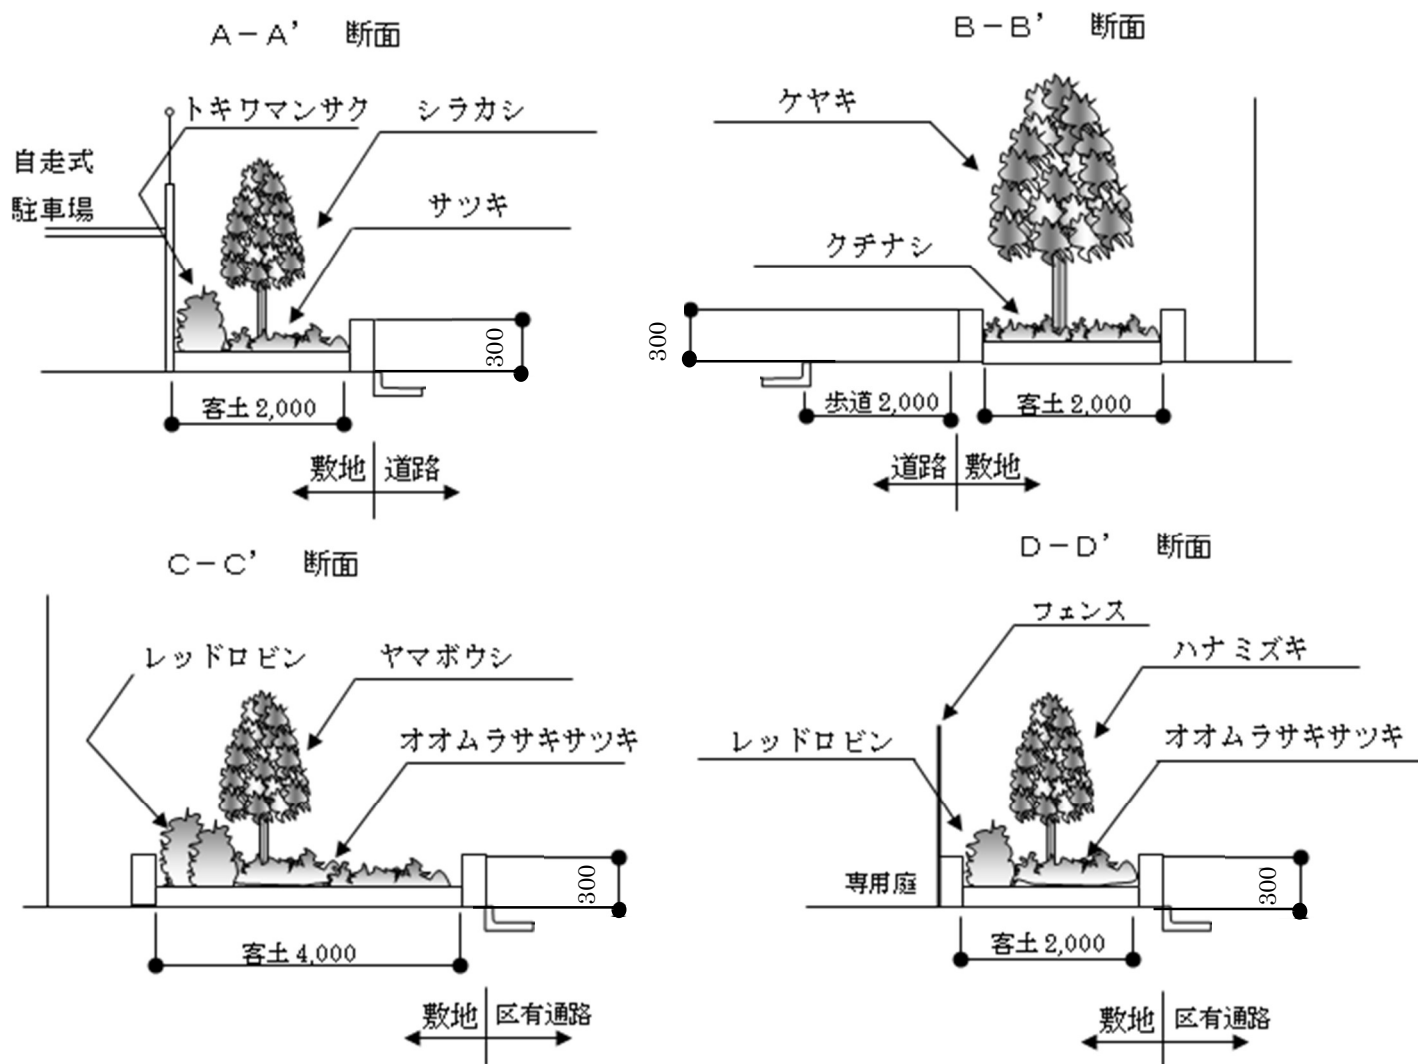 A-A' 断面
トキワマンサク
シラカシ
自走式
駐車場
サツキ
300
客土2,000
敷地
道路
B-B' 断面
ケヤキ
クチナシ
300
歩道2,000
客土2,000
道路
敷地
C-C' 断面
レッドロビン
ヤマボウシ
オオムラサキサツキ
300
客土4,000
敷地
区有通路
D-D' 断面
フェンス
ハナミズキ
レッドロビン
オオムラサキサツキ
専用庭
300
客土2,000
敷地
区有通路